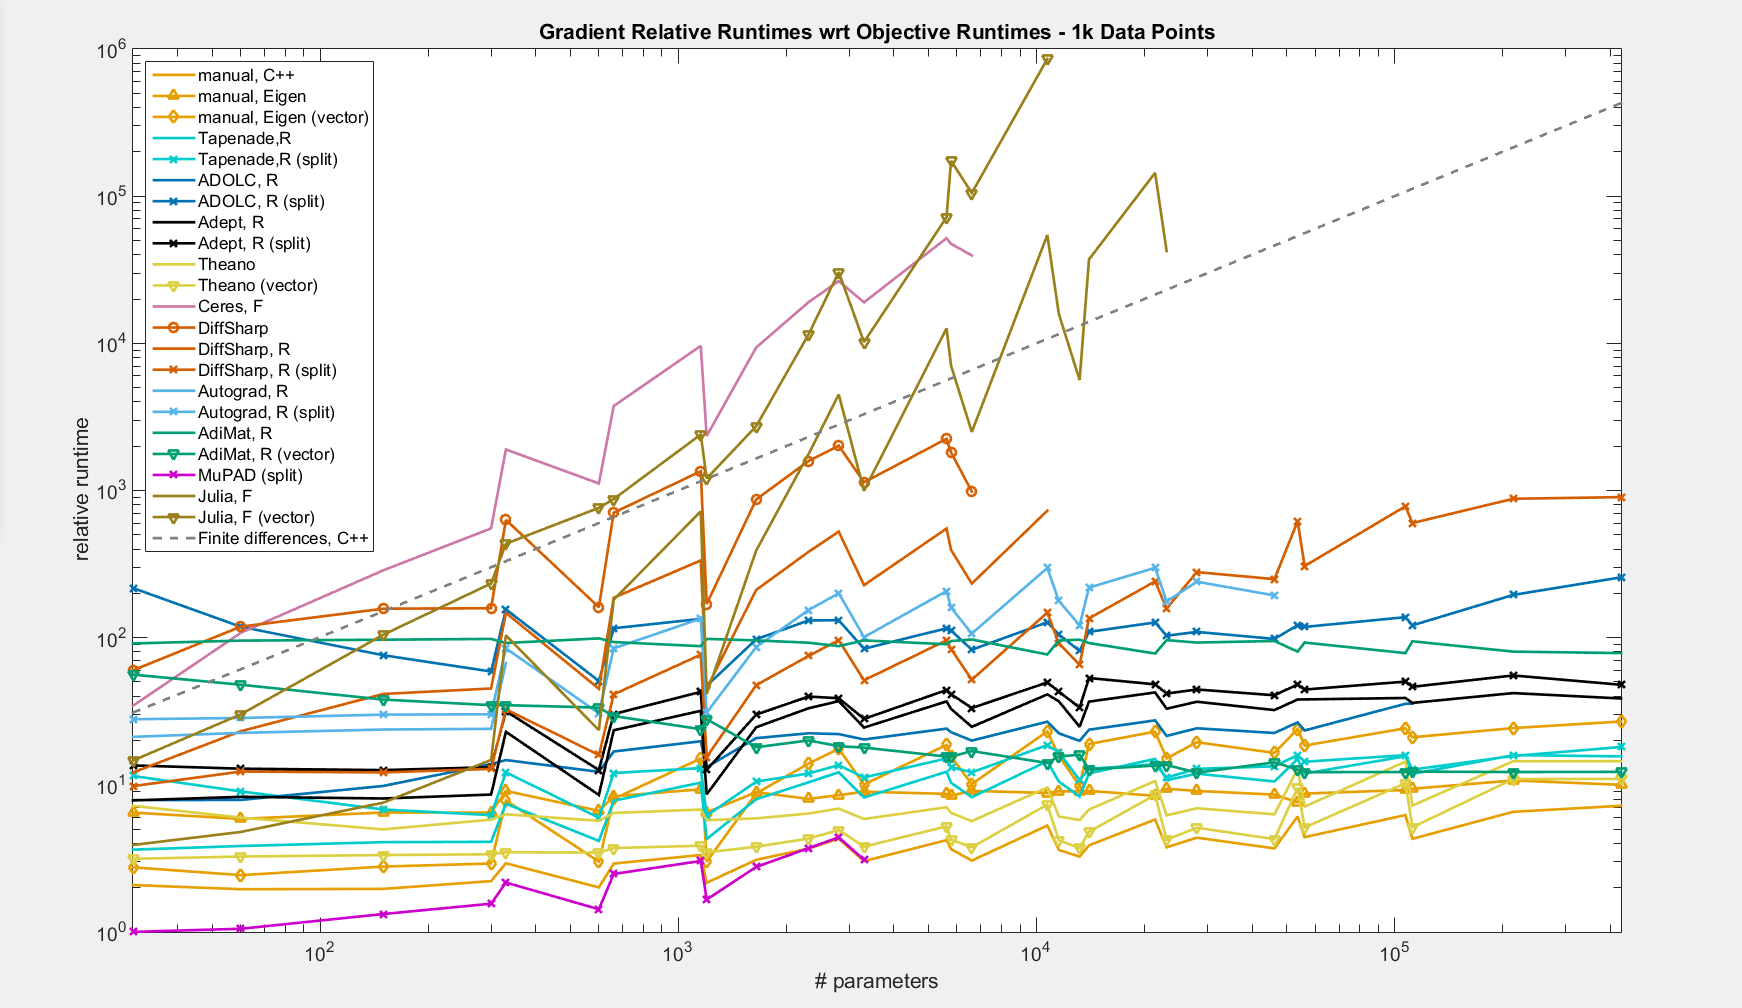 Gradient Relative Runtimes wrt Objective Runtimes - 1k Data Points
10^6
10^5
10^4
10^3
10^2
10^1
10^0
relative runtime
manual, C++
manual, Eigen
manual, Eigen (vector)
Tapenade,R
Tapenade,R (split)
ADOLC, R
ADOLC, R (split)
Adept, R
Adept, R (split)
Theano
Theano (vector)
Ceres, F
DiffSharp
DiffSharp, R
DiffSharp, R (split)
Autograd, R
Autograd, R (split)
AdiMat, R
AdiMat, R (vector)
MuPAD (split)
Julia, F
Julia, F (vector)
Finite differences, C++
10^2 10^3 10^4 10^5
# parameters